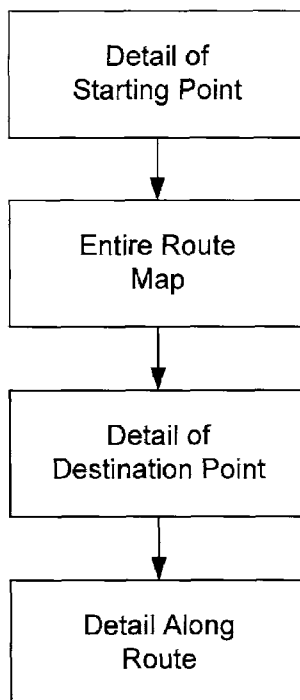 Detail of
Starting Point
Entire Route
Map
Detail of
Destination Point
Detail Along
Route